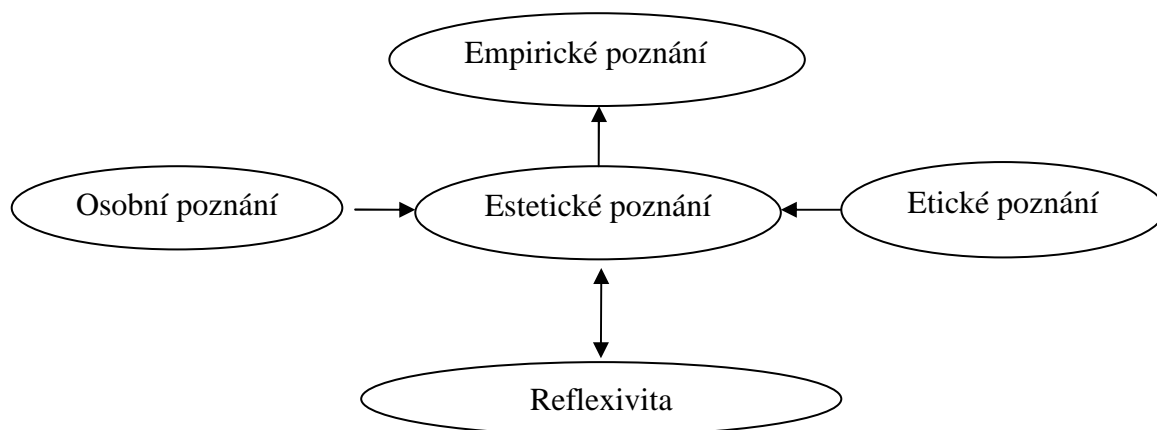 Empirické poznání
Osobní poznání
Estetické poznání
Etické poznání
Reflexivita